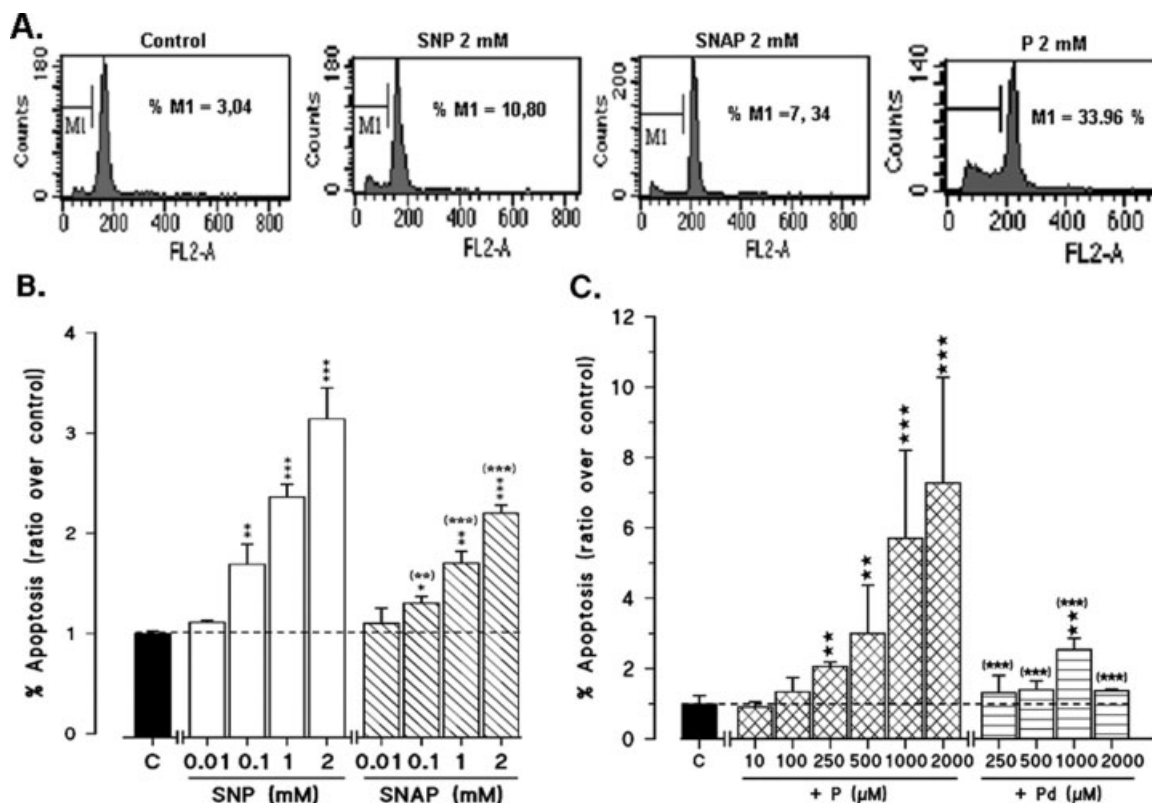 A.
Control
180
Counts
0
M1
% M1 = 3,04
0 200 400 600 800
FL2-A
SNP 2 mM
180
Counts
0
M1
% M1 = 10,80
0 200 400 600 800
FL2-A
SNAP 2 mM
200
Counts
0
M1
% M1 =7, 34
0 200 400 600 800
FL2-A
P 2 mM
140
Counts
0
M1 = 33.96 %
0 200 400 600
FL2-A
B.
% Apoptosis (ratio over control)
4
3
2
1
0
**
***
***
(**)
*
(***)
**
(***)
***
C 0.01 0.1 1 2 0.01 0.1 1 2
SNP (mM) SNAP (mM)
C.
% Apoptosis (ratio over control)
12
10
8
6
4
2
0
★★
★★
★★★
★★★
(***)
(***)
(***)
★★
(***)
C 10 100 250 500 1000 2000 250 500 1000 2000
+ P (µM) + Pd (µM)